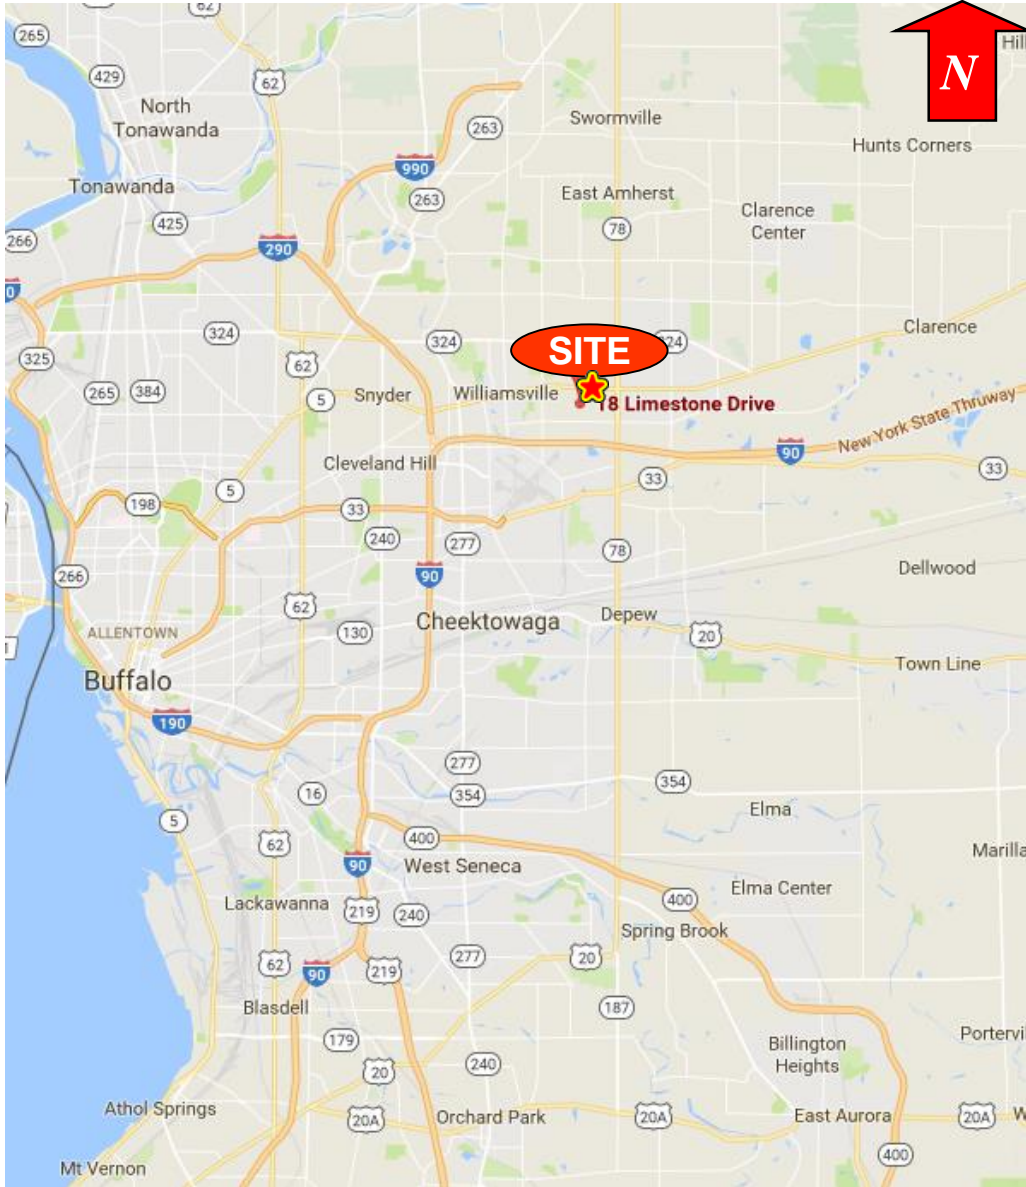 62
265
N
Hill
429
62
North
Tonawanda
263
Swormville
Hunts Corners
990
Tonawanda
263
East Amherst
Clarence
Center
425
78
266
290
0
324
324
324
Clarence
325
SITE
62
265
384
5
Snyder
Williamsville
18 Limestone Drive
New York State Thruway
90
Cleveland Hill
33
33
5
198
33
240
277
78
90
Dellwood
266
62
Cheektowaga
Depew
ALLENTOWN
130
20
Town Line
Buffalo
190
277
354
354
16
Elma
5
400
62
Marilla
90
West Seneca
Elma Center
400
Lackawanna
219
240
Spring Brook
62
90
219
277
20
Blasdell
187
179
Billington
Heights
Portervi
20
240
Athol Springs
20A
Orchard Park
20A
East Aurora
20A
W
400
Mt Vernon